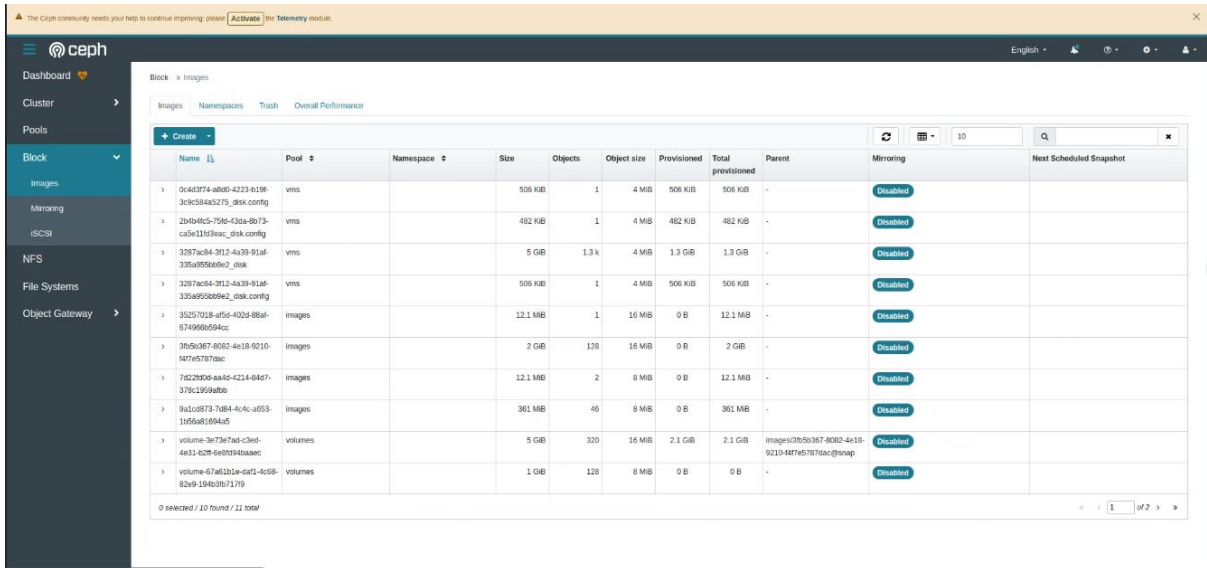 The Ceph community needs your help to continue improving: please Activate the Telemetry module.
ceph
English
Dashboard
Cluster
Pools
Block
Images
Mirroring
iSCSI
NFS
File Systems
Object Gateway
Block » Images
Images Namespaces Trash Overall Performance
+ Create
10
Name Pool Namespace Size Objects Object size Provisioned Total provisioned Parent Mirroring Next Scheduled Snapshot
0c4d3f74-a8d0-4223-b19f- vms 506 KiB 1 4 MiB 506 KiB 506 KiB - Disabled
3c9c584a5275_disk.config
2b4b4fc5-75fd-43da-8b73- vms 482 KiB 1 4 MiB 482 KiB 482 KiB - Disabled
ca5e11fd3eac_disk.config
3287ac84-3f12-4a39-91af- vms 5 GiB 1.3 k 4 MiB 1.3 GiB 1.3 GiB - Disabled
335a955bb9e2_disk
3287ac84-3f12-4a39-91af- vms 506 KiB 1 4 MiB 506 KiB 506 KiB - Disabled
335a955bb9e2_disk.config
35257018-af5d-402d-88af- images 12.1 MiB 1 16 MiB 0 B 12.1 MiB - Disabled
674966b594cc
3fb5b367-8082-4e18-9210- images 2 GiB 128 16 MiB 0 B 2 GiB - Disabled
f4f7e5787dac
7d22fd0d-aa4d-4214-84d7- images 12.1 MiB 2 8 MiB 0 B 12.1 MiB - Disabled
378c1959afbb
9a1cd873-7d84-4c4c-a653- images 361 MiB 46 8 MiB 0 B 361 MiB - Disabled
1b56a81694a5
volume-3e73e7ad-c3ed- volumes 5 GiB 320 16 MiB 2.1 GiB 2.1 GiB images/3fb5b367-8082-4e18- Disabled
4e31-b2ff-6e8fd94baaec 9210-f4f7e5787dac@snap
volume-67a61b1e-daf1-4c68- volumes 1 GiB 128 8 MiB 0 B 0 B - Disabled
82e9-194b3fb717f9
0 selected / 10 found / 11 total
« ‹ 1 of 2 › »